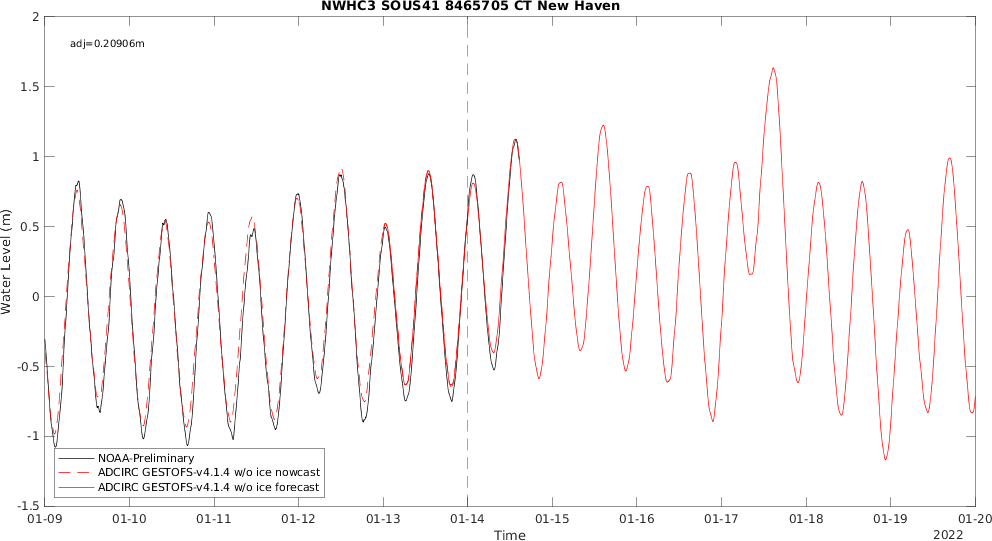 NWHC3 SOUS41 8465705 CT New Haven
adj=0.20906m
2
1.5
1
0.5
0
-0.5
-1
-1.5
Water Level (m)
NOAA-Preliminary
ADCIRC GESTOFS-v4.1.4 w/o ice nowcast
ADCIRC GESTOFS-v4.1.4 w/o ice forecast
01-09 01-10 01-11 01-12 01-13 01-14 01-15 01-16 01-17 01-18 01-19 01-20
Time
2022